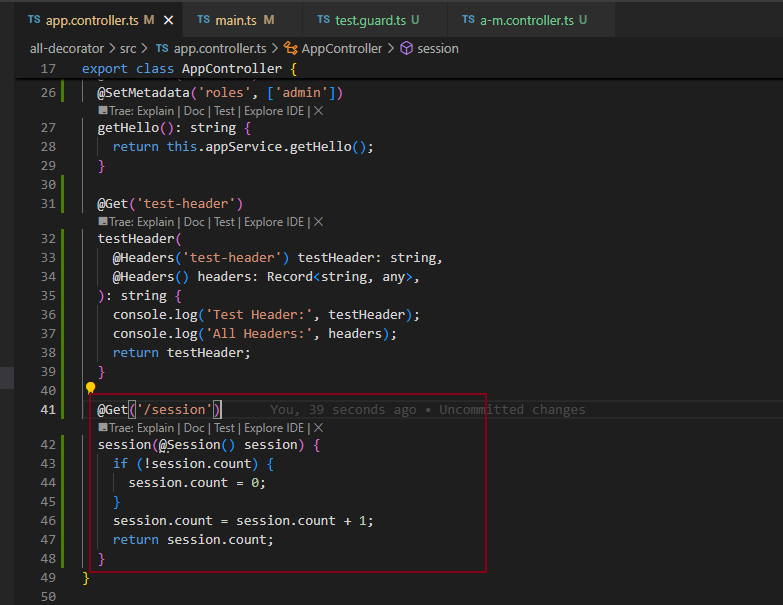 TS app.controller.ts M × TS main.ts M TS test.guard.ts U TS a-m.controller.ts U
all-decorator > src > TS app.controller.ts > AppController > session
17 export class AppController {
26 @SetMetadata('roles', ['admin'])
Trae: Explain | Doc | Test | Explore IDE | ×
27 getHello(): string {
28 return this.appService.getHello();
29 }
30
31 @Get('test-header')
Trae: Explain | Doc | Test | Explore IDE | ×
32 testHeader(
33 @Headers('test-header') testHeader: string,
34 @Headers() headers: Record<string, any>,
35 ): string {
36 console.log('Test Header:', testHeader);
37 console.log('All Headers:', headers);
38 return testHeader;
39 }
40
41 @Get('/session') You, 39 seconds ago • Uncommitted changes
Trae: Explain | Doc | Test | Explore IDE | ×
42 session(@Session() session) {
43 if (!session.count) {
44 session.count = 0;
45 }
46 session.count = session.count + 1;
47 return session.count;
48 }
49 }
50